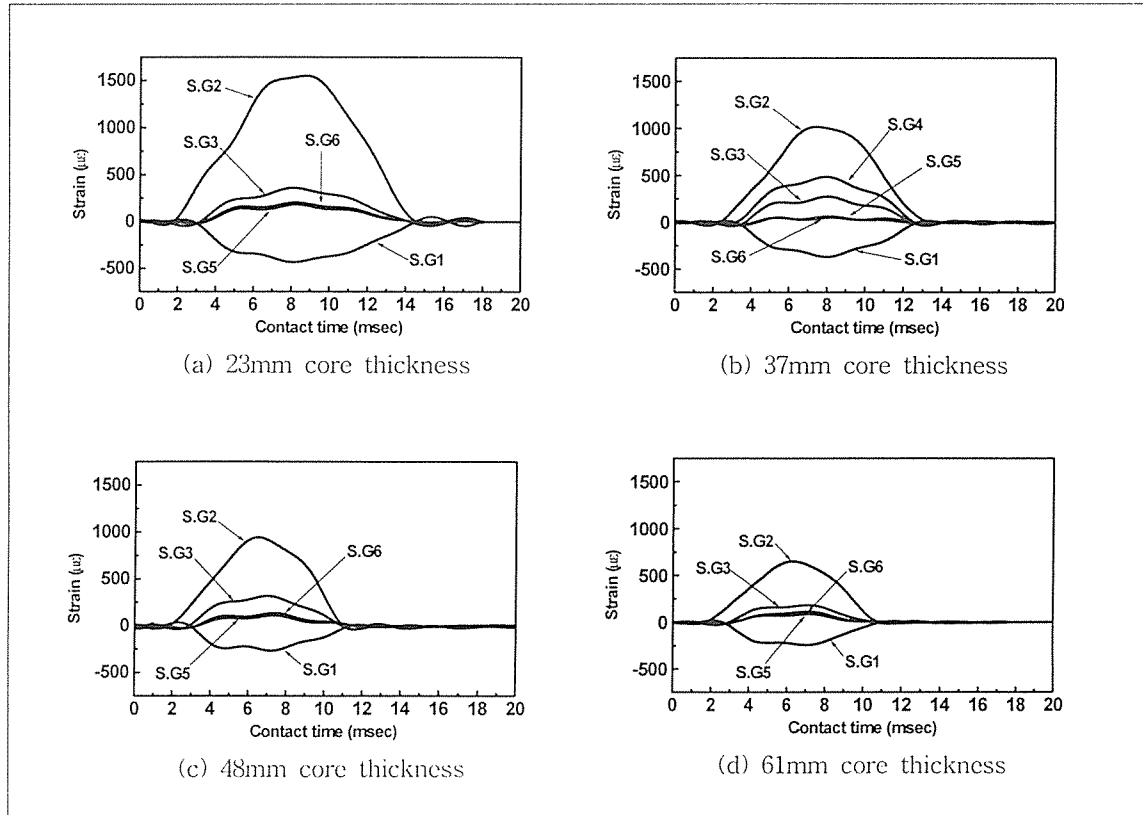 1500
1000
500
0
-500
Strain (με)
S.G2
S.G3
S.G6
S.G5
S.G1
0 2 4 6 8 10 12 14 16 18 20
Contact time (msec)
(a) 23mm core thickness
1500
1000
500
0
-500
Strain (με)
S.G2
S.G4
S.G3
S.G5
S.G6
S.G1
0 2 4 6 8 10 12 14 16 18 20
Contact time (msec)
(b) 37mm core thickness
1500
1000
500
0
-500
Strain (με)
S.G2
S.G3
S.G6
S.G5
S.G1
0 2 4 6 8 10 12 14 16 18 20
Contact time (msec)
(c) 48mm core thickness
1500
1000
500
0
-500
Strain (με)
S.G2
S.G3
S.G6
S.G5
S.G1
0 2 4 6 8 10 12 14 16 18 20
Contact time (msec)
(d) 61mm core thickness